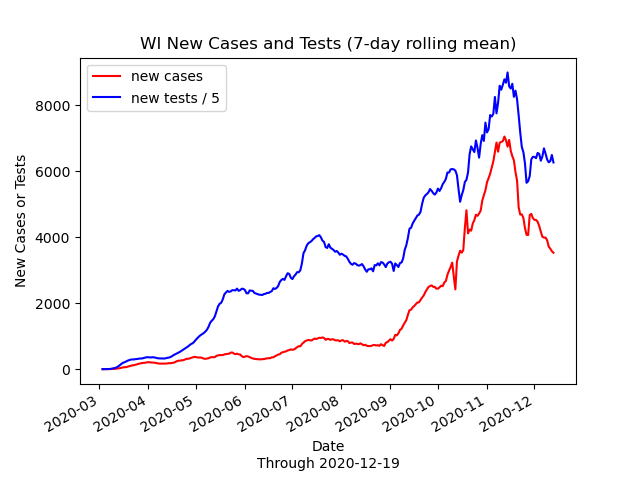 WI New Cases and Tests (7-day rolling mean)
new cases
new tests / 5
8000
6000
4000
2000
0
New Cases or Tests
2020-03
2020-04
2020-05
2020-06
2020-07
2020-08
2020-09
2020-10
2020-11
2020-12
Date
Through 2020-12-19